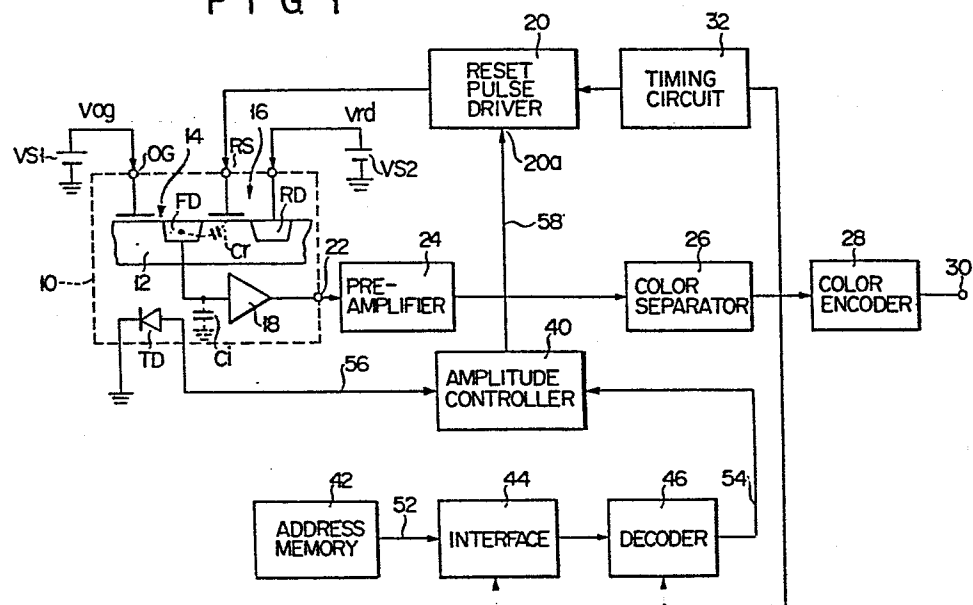 FIG 1
20
32
RESET
PULSE
DRIVER
TIMING
CIRCUIT
Vog
16
Vrd
VS1
14
OG
RS
VS2
20a
FD
RD
58
Cr
12
22
24
26
28
30
10
PRE-
AMPLIFIER
COLOR
SEPARATOR
COLOR
ENCODER
18
TD
Ci
40
56
AMPLITUDE
CONTROLLER
42
52
44
46
54
ADDRESS
MEMORY
INTERFACE
DECODER